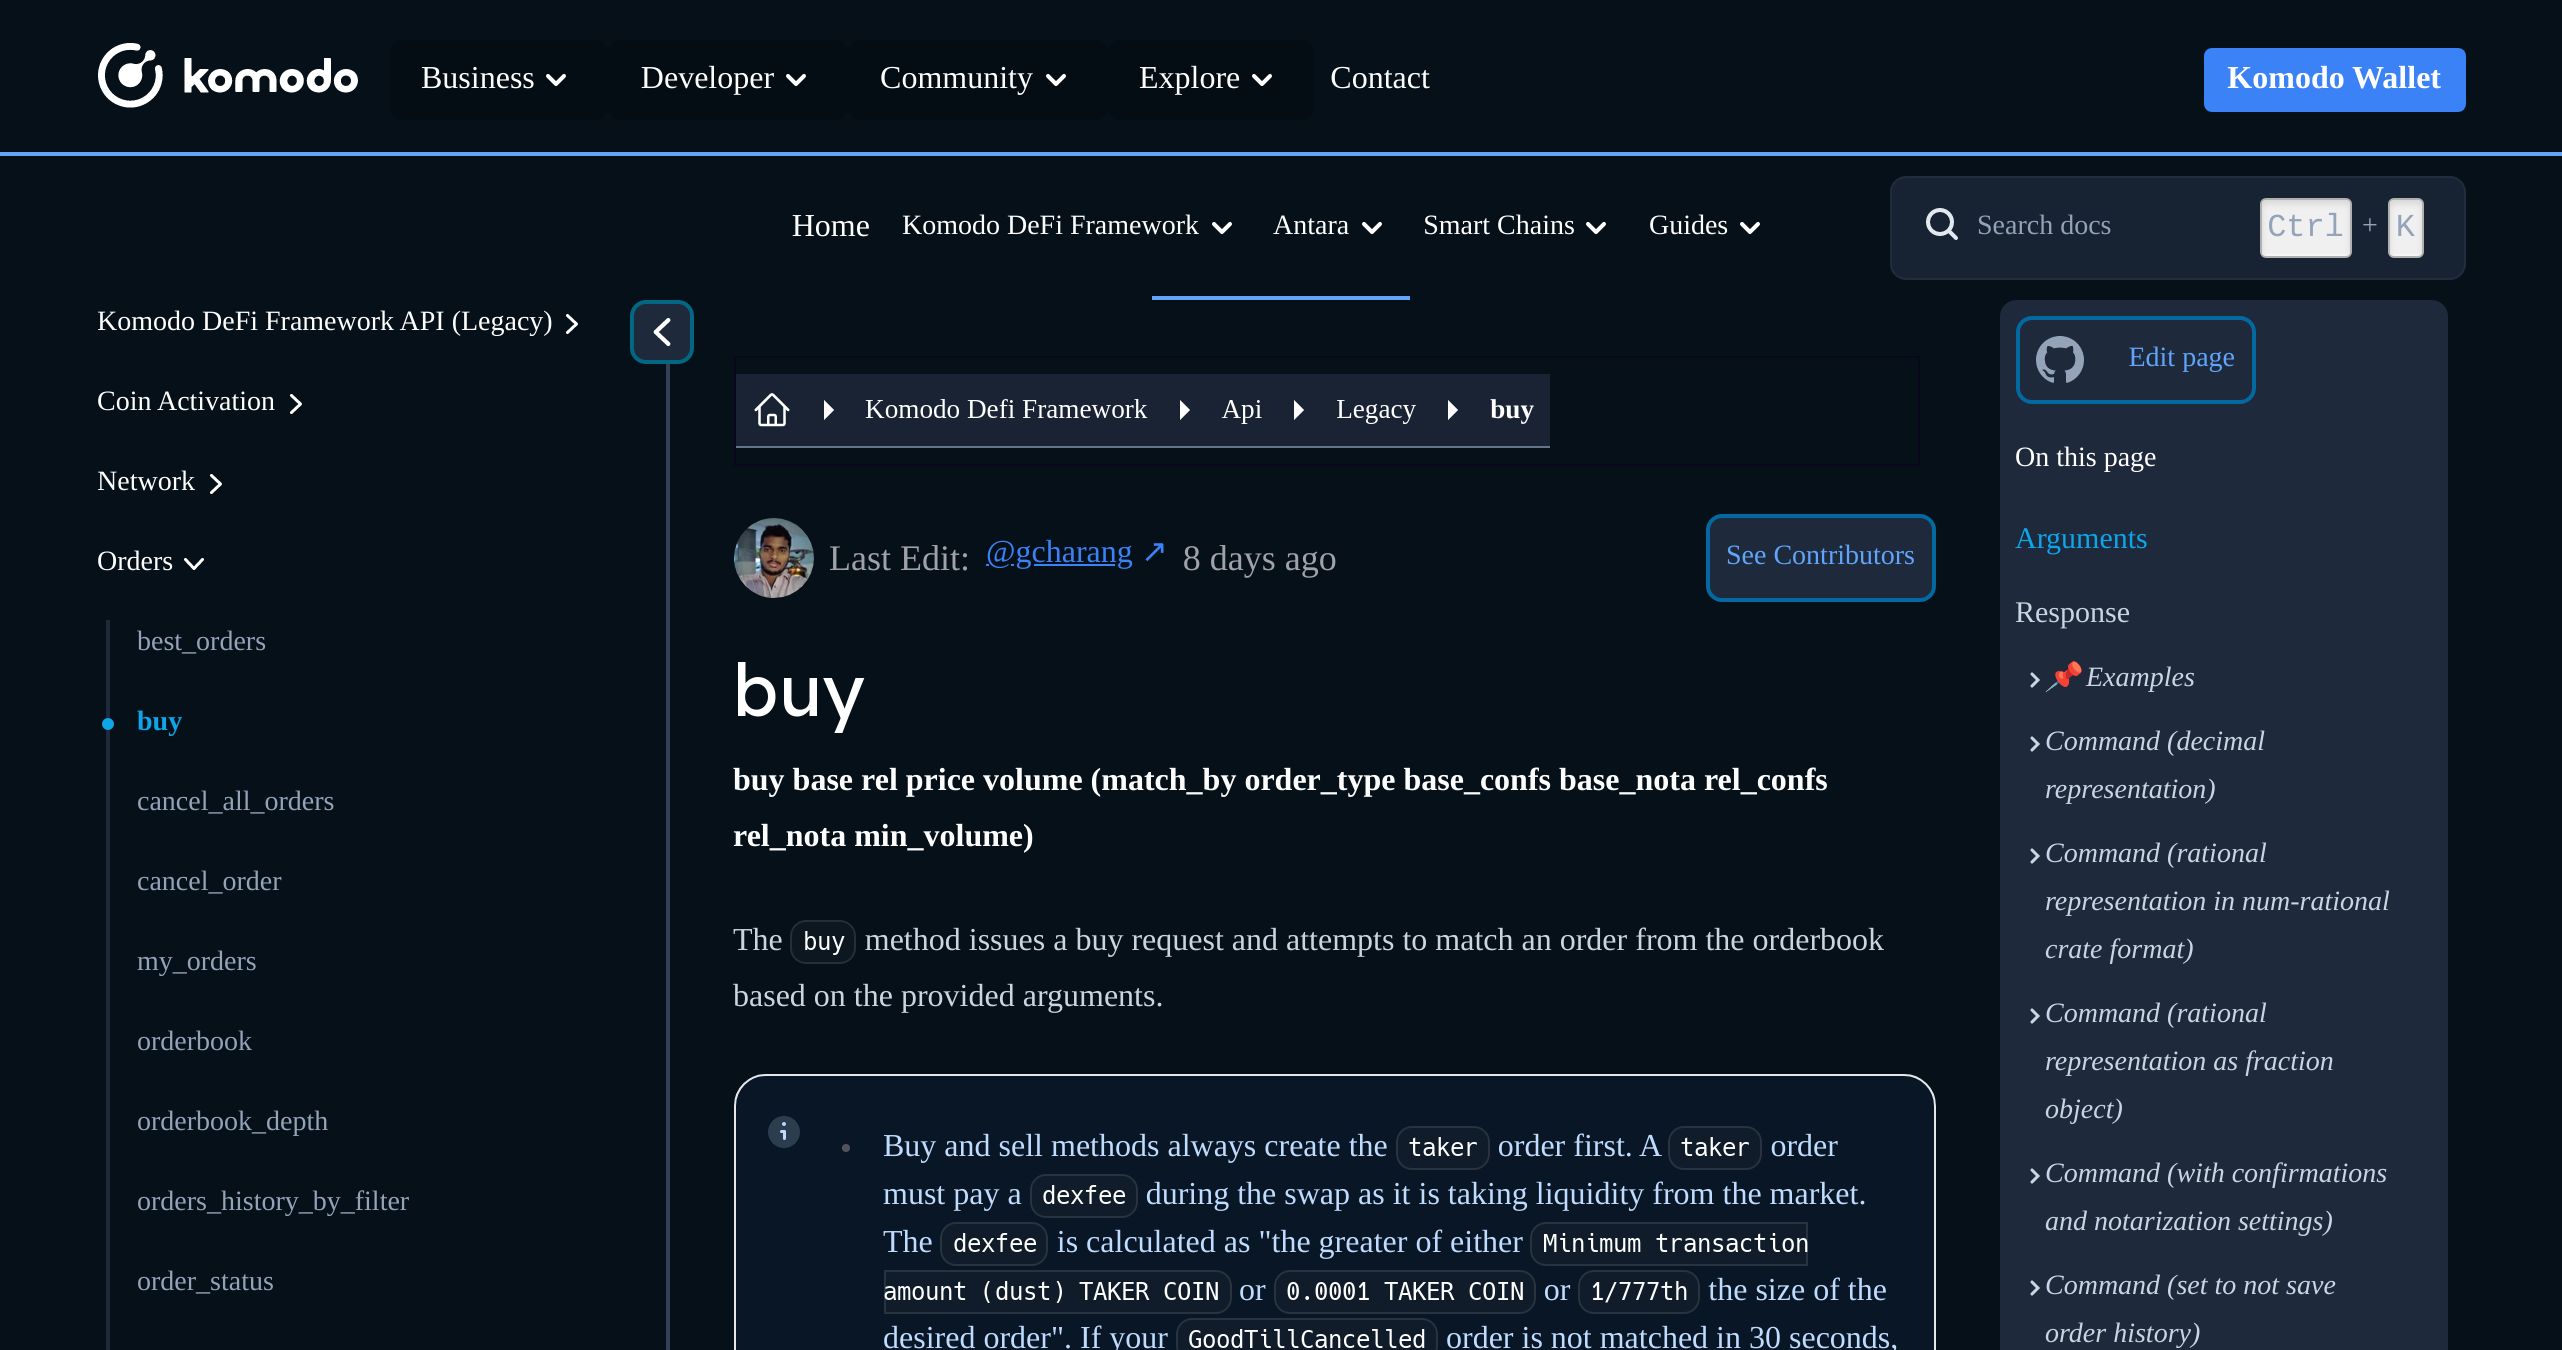 komodo
Business
Developer
Community
Explore
Contact
Komodo Wallet
Home
Komodo DeFi Framework
Antara
Smart Chains
Guides
Search docs
Ctrl + K
Komodo DeFi Framework API (Legacy)
Coin Activation
Network
Orders
best_orders
buy
cancel_all_orders
cancel_order
my_orders
orderbook
orderbook_depth
orders_history_by_filter
order_status
Komodo Defi Framework
Api
Legacy
buy
Last Edit: @gcharang ↗ 8 days ago
See Contributors
buy
buy base rel price volume (match_by order_type base_confs base_nota rel_confs
rel_nota min_volume)
The buy method issues a buy request and attempts to match an order from the orderbook
based on the provided arguments.
Buy and sell methods always create the taker order first. A taker order
must pay a dexfee during the swap as it is taking liquidity from the market.
The dexfee is calculated as "the greater of either Minimum transaction
amount (dust) TAKER COIN or 0.0001 TAKER COIN or 1/777th the size of the
desired order". If your GoodTillCancelled order is not matched in 30 seconds,
Edit page
On this page
Arguments
Response
📌 Examples
Command (decimal
representation)
Command (rational
representation in num-rational
crate format)
Command (rational
representation as fraction
object)
Command (with confirmations
and notarization settings)
Command (set to not save
order history)